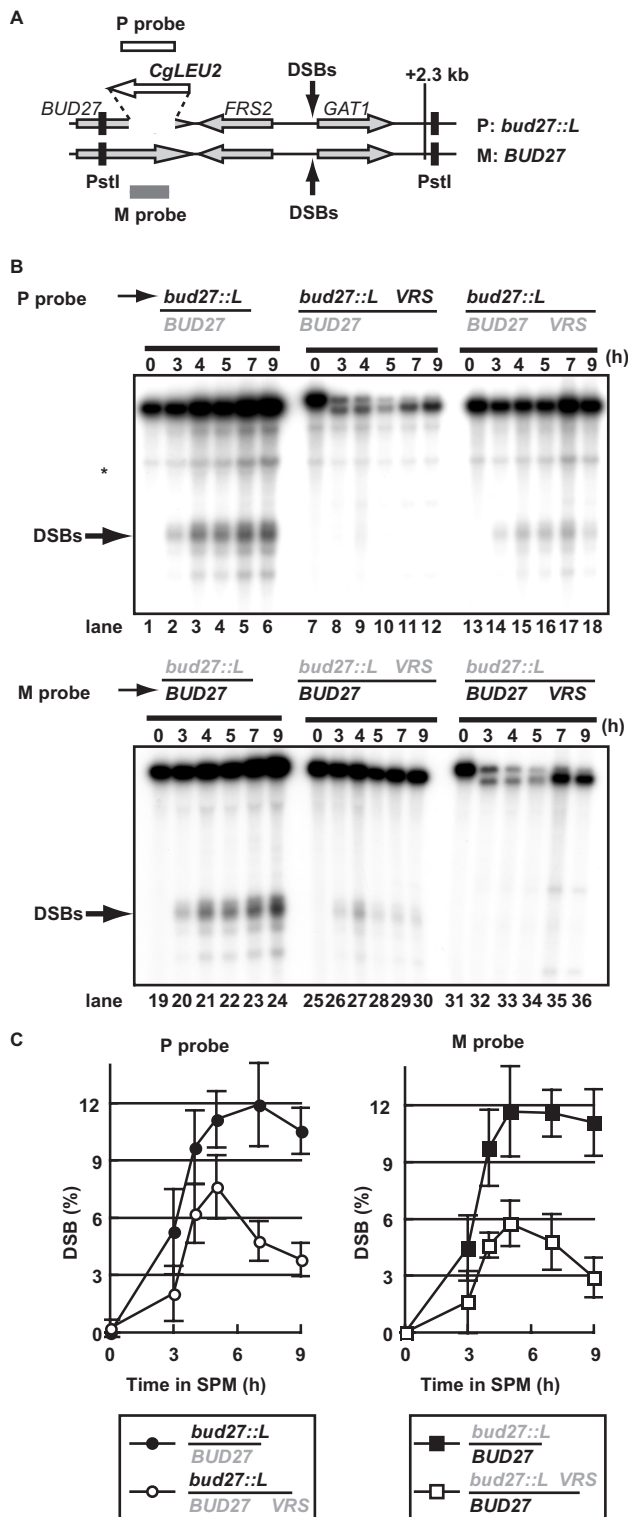 A
P probe
CgLEU2
DSBs
+2.3 kb
BUD27
FRS2
GAT1
P: bud27::L
M: BUD27
PstI
PstI
M probe
DSBs
B
P probe
bud27::L
bud27::L VRS
bud27::L
BUD27
BUD27
BUD27 VRS
0 3 4 5 7 9 0 3 4 5 7 9 0 3 4 5 7 9 (h)
*
DSBs
lane 1 2 3 4 5 6 7 8 9 10 11 12 13 14 15 16 17 18
bud27::L
bud27::L VRS
bud27::L
M probe
BUD27
BUD27
BUD27 VRS
(h)
0 3 4 5 7 9 0 3 4 5 7 9 0 3 4 5 7 9
DSBs
lane 19 20 21 22 23 24 25 26 27 28 29 30 31 32 33 34 35 36
C
P probe
M probe
12
9
6
3
0
DSB (%)
0 3 6 9
Time in SPM (h)
12
9
6
3
0
DSB (%)
0 3 6 9
Time in SPM (h)
bud27::L
BUD27
bud27::L
BUD27 VRS
bud27::L
BUD27
bud27::L VRS
BUD27